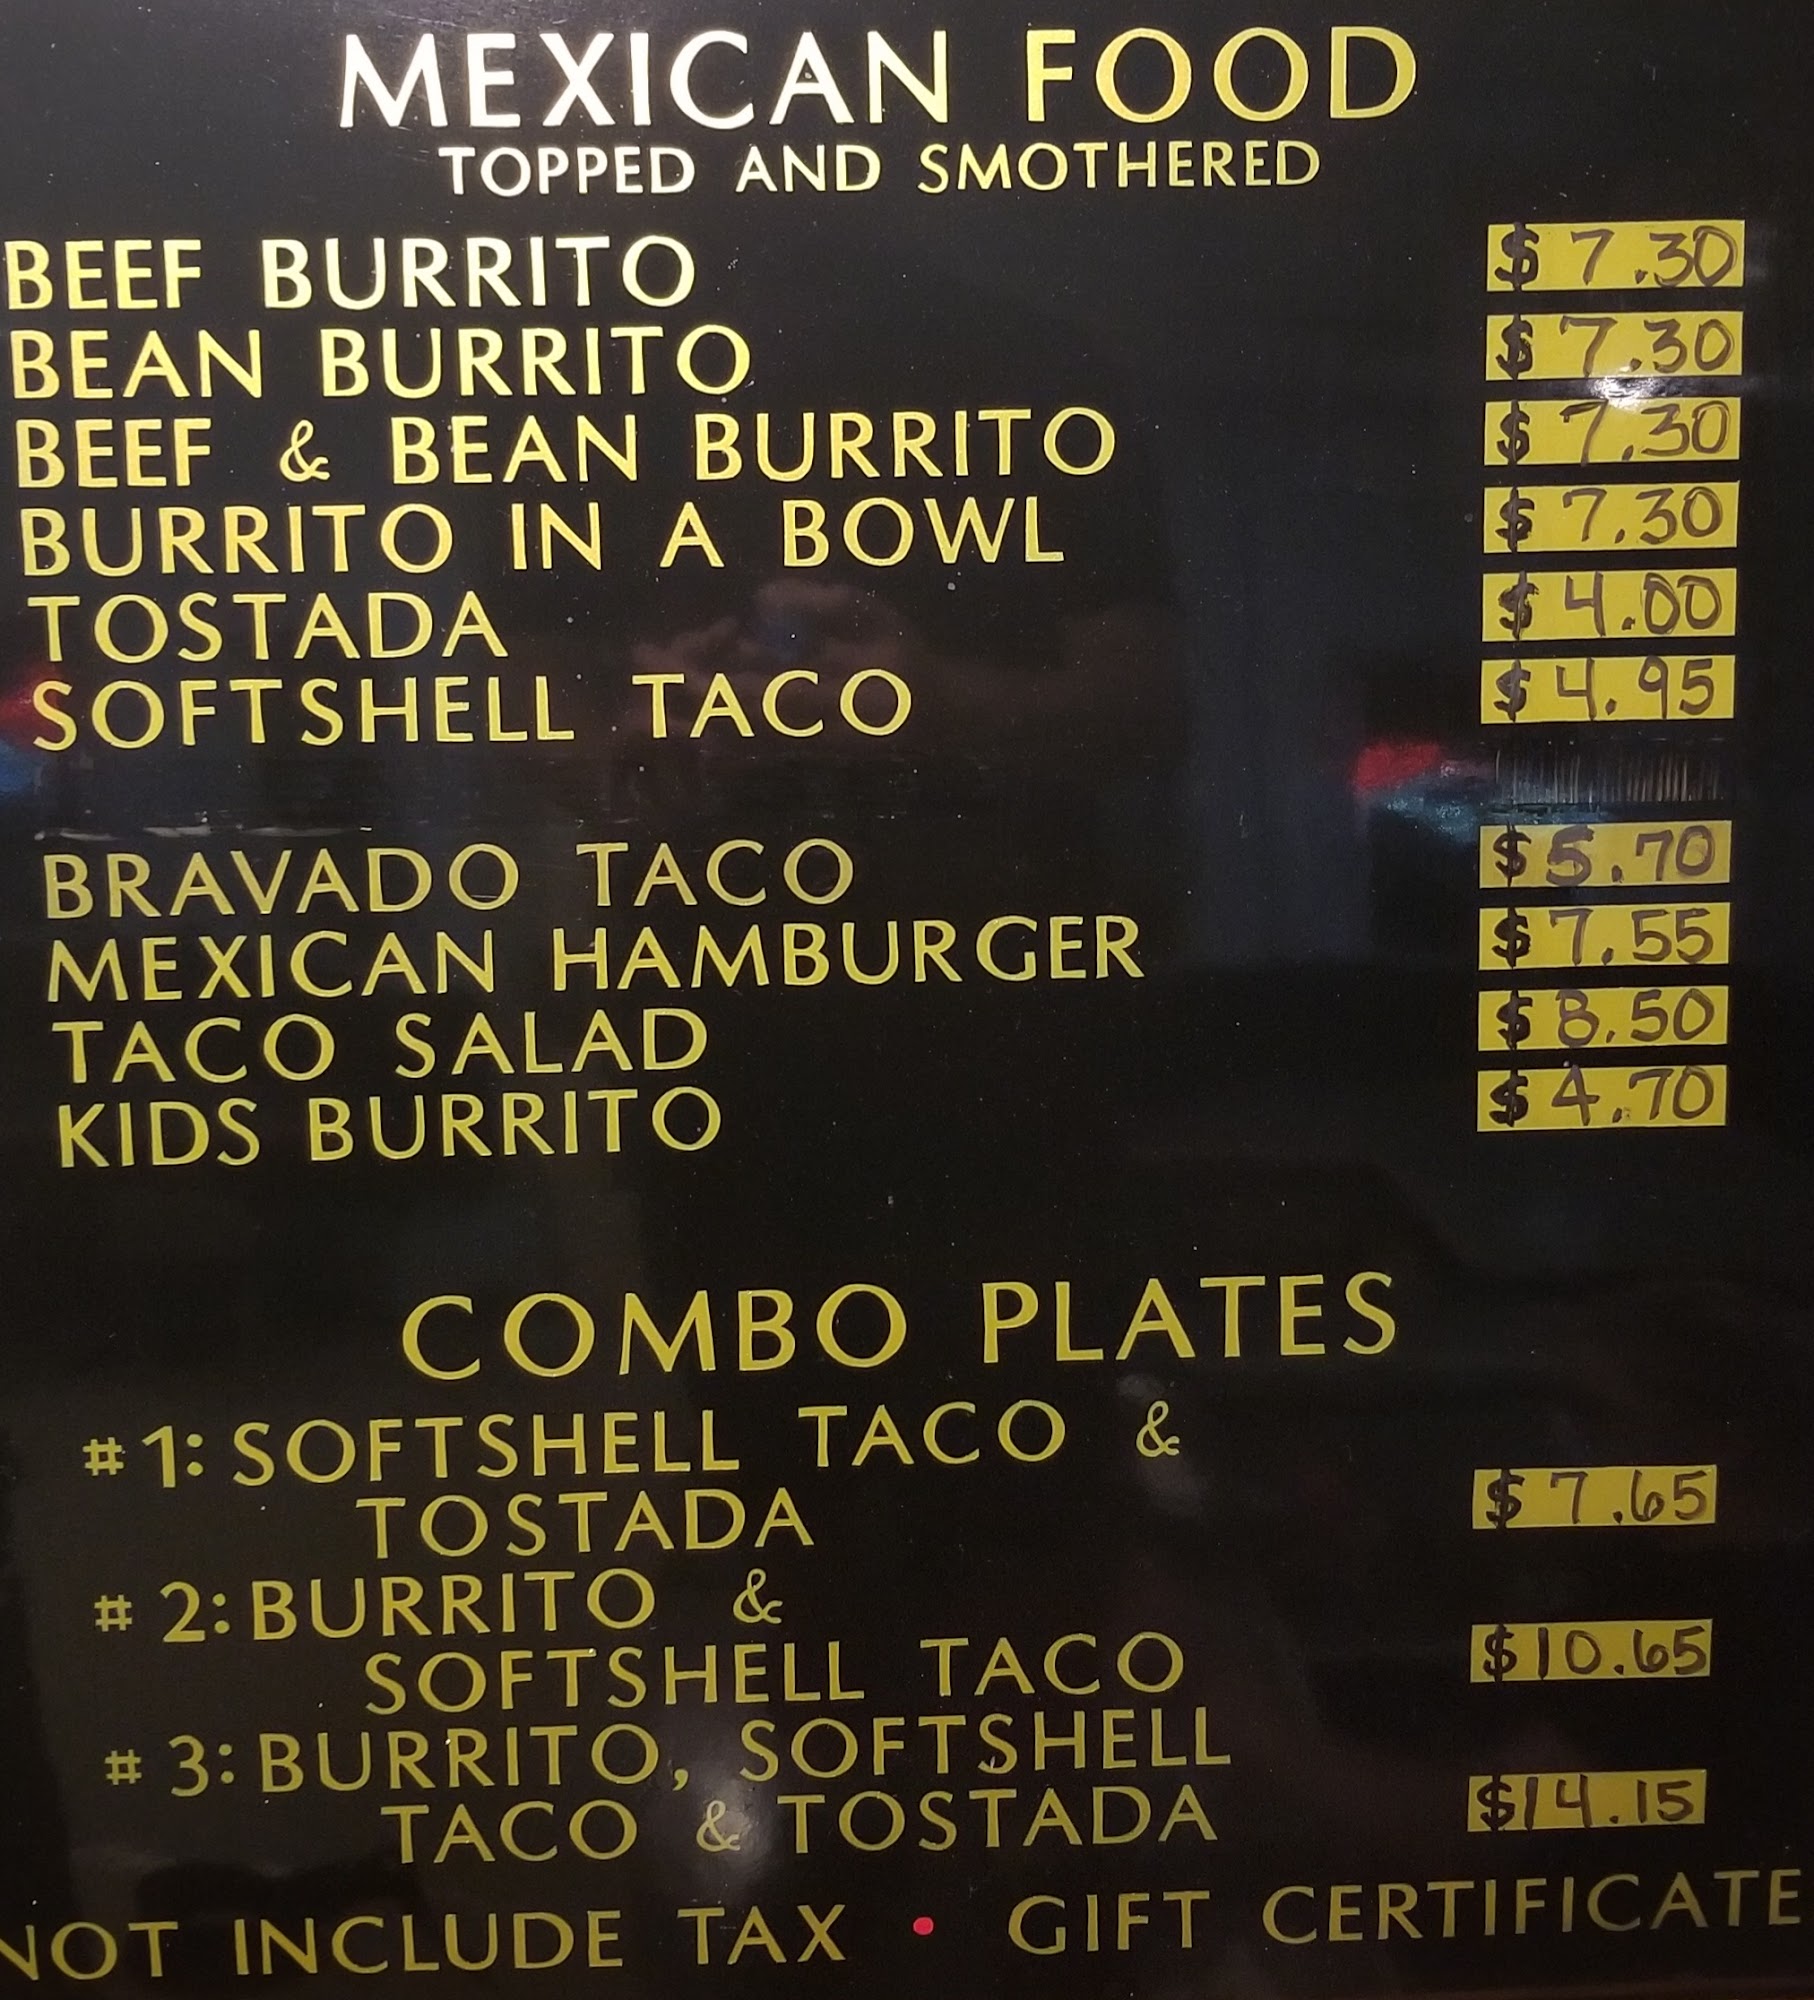 MEXICAN FOOD
TOPPED AND SMOTHERED
BEEF BURRITO $7.30
BEAN BURRITO $7.30
BEEF & BEAN BURRITO $7.30
BURRITO IN A BOWL $7.30
TOSTADA $4.00
SOFTSHELL TACO $4.95
BRAVADO TACO $5.70
MEXICAN HAMBURGER $7.55
TACO SALAD $8.50
KIDS BURRITO $4.70
COMBO PLATES
#1: SOFTSHELL TACO &
TOSTADA $7.65
#2: BURRITO &
SOFTSHELL TACO $10.65
#3: BURRITO, SOFTSHELL
TACO & TOSTADA $14.15
NOT INCLUDE TAX • GIFT CERTIFICATE